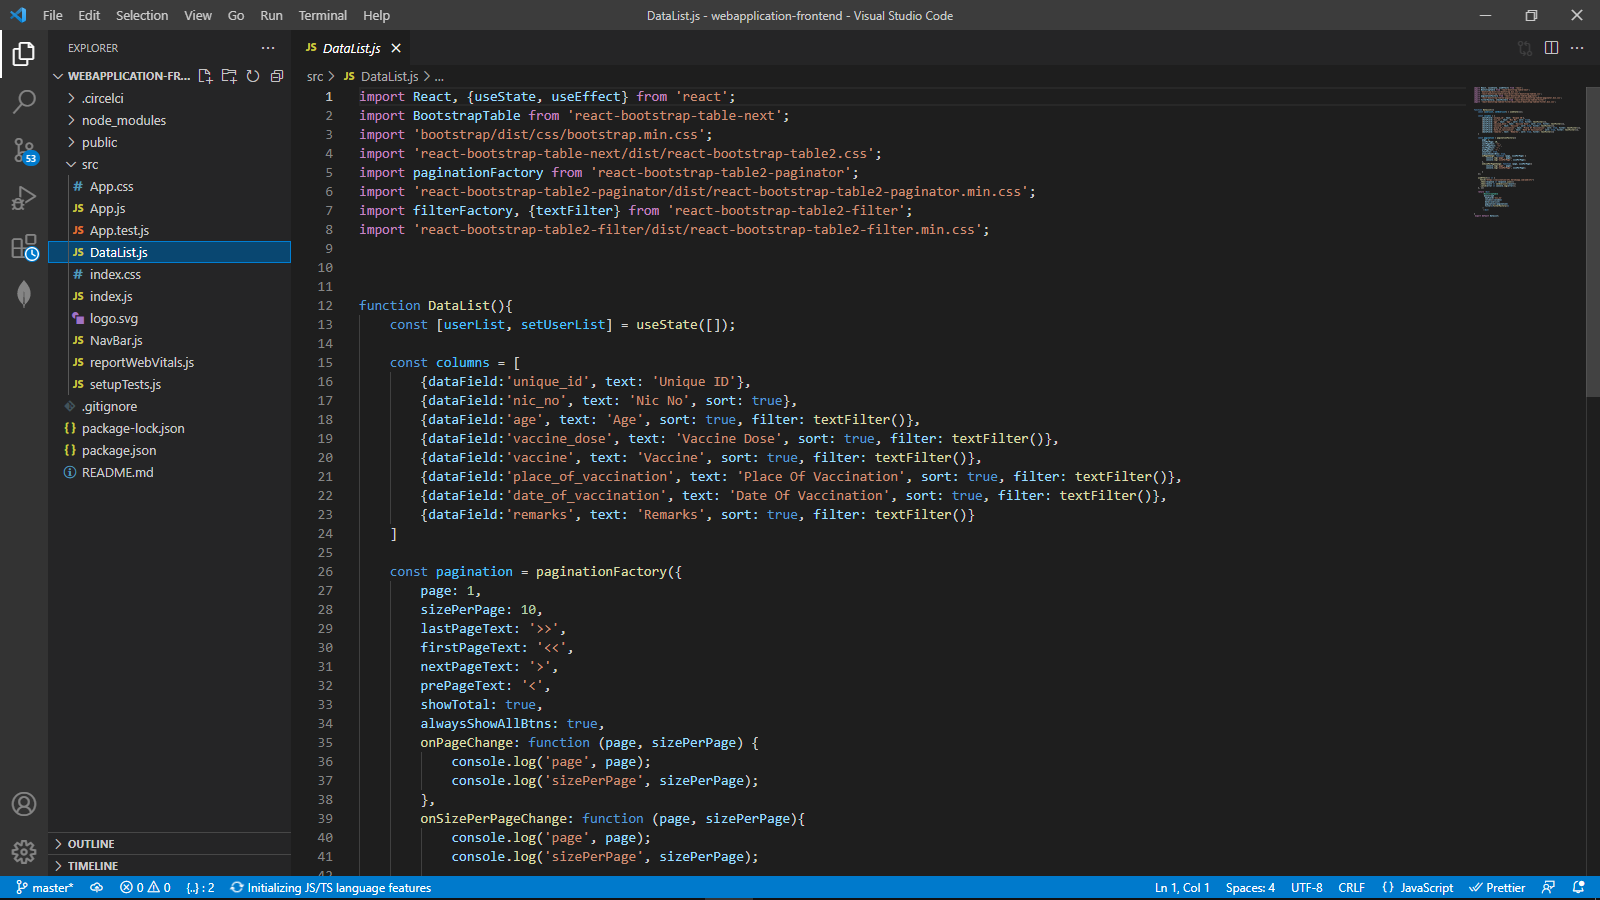 File Edit Selection View Go Run Terminal Help
DataList.js - webapplication-frontend - Visual Studio Code
EXPLORER
WEBAPPLICATION-FR...
.circelci
node_modules
public
src
# App.css
JS App.js
JS App.test.js
JS DataList.js
# index.css
JS index.js
logo.svg
JS NavBar.js
JS reportWebVitals.js
JS setupTests.js
.gitignore
{} package-lock.json
{} package.json
README.md
OUTLINE
TIMELINE
53
JS DataList.js
src > JS DataList.js > ...
1 import React, {useState, useEffect} from 'react';
2 import BootstrapTable from 'react-bootstrap-table-next';
3 import 'bootstrap/dist/css/bootstrap.min.css';
4 import 'react-bootstrap-table-next/dist/react-bootstrap-table2.css';
5 import paginationFactory from 'react-bootstrap-table2-paginator';
6 import 'react-bootstrap-table2-paginator/dist/react-bootstrap-table2-paginator.min.css';
7 import filterFactory, {textFilter} from 'react-bootstrap-table2-filter';
8 import 'react-bootstrap-table2-filter/dist/react-bootstrap-table2-filter.min.css';
9
10
11
12 function DataList(){
13 const [userList, setUserList] = useState([]);
14
15 const columns = [
16 {dataField:'unique_id', text: 'Unique ID'},
17 {dataField:'nic_no', text: 'Nic No', sort: true},
18 {dataField:'age', text: 'Age', sort: true, filter: textFilter()},
19 {dataField:'vaccine_dose', text: 'Vaccine Dose', sort: true, filter: textFilter()},
20 {dataField:'vaccine', text: 'Vaccine', sort: true, filter: textFilter()},
21 {dataField:'place_of_vaccination', text: 'Place Of Vaccination', sort: true, filter: textFilter()},
22 {dataField:'date_of_vaccination', text: 'Date Of Vaccination', sort: true, filter: textFilter()},
23 {dataField:'remarks', text: 'Remarks', sort: true, filter: textFilter()}
24 ]
25
26 const pagination = paginationFactory({
27 page: 1,
28 sizePerPage: 10,
29 lastPageText: '>>',
30 firstPageText: '<<',
31 nextPageText: '>',
32 prePageText: '<',
33 showTotal: true,
34 alwaysShowAllBtns: true,
35 onPageChange: function (page, sizePerPage) {
36 console.log('page', page);
37 console.log('sizePerPage', sizePerPage);
38 },
39 onSizePerPageChange: function (page, sizePerPage){
40 console.log('page', page);
41 console.log('sizePerPage', sizePerPage);
master* 0 0 {..} : 2 Initializing JS/TS language features
Ln 1, Col 1 Spaces: 4 UTF-8 CRLF {} JavaScript Prettier